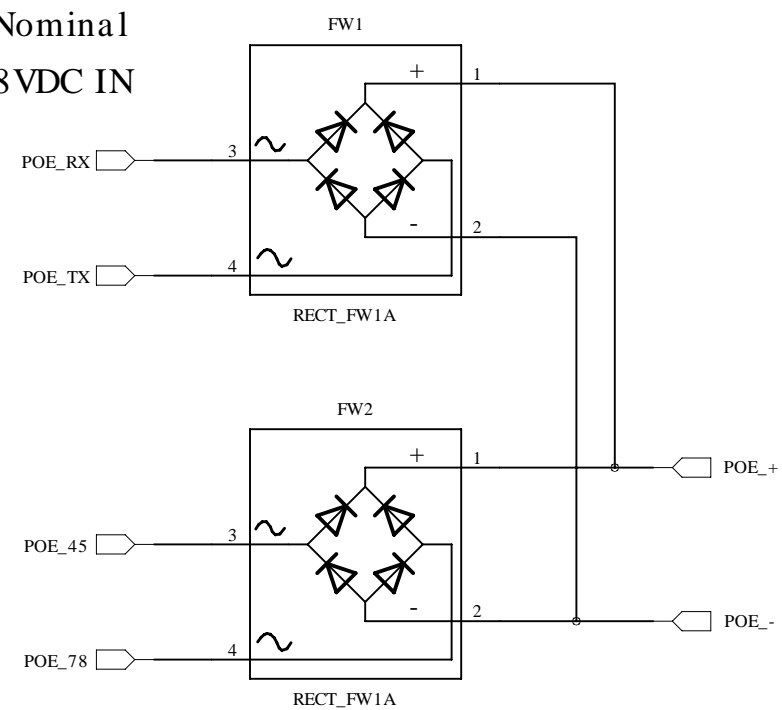 Nominal
8VDC IN
FW1
+
1
POE_RX
3
-
2
POE_TX
4
RECT_FW1A
FW2
+
1
POE_+
POE_45
3
-
2
POE_-
POE_78
4
RECT_FW1A